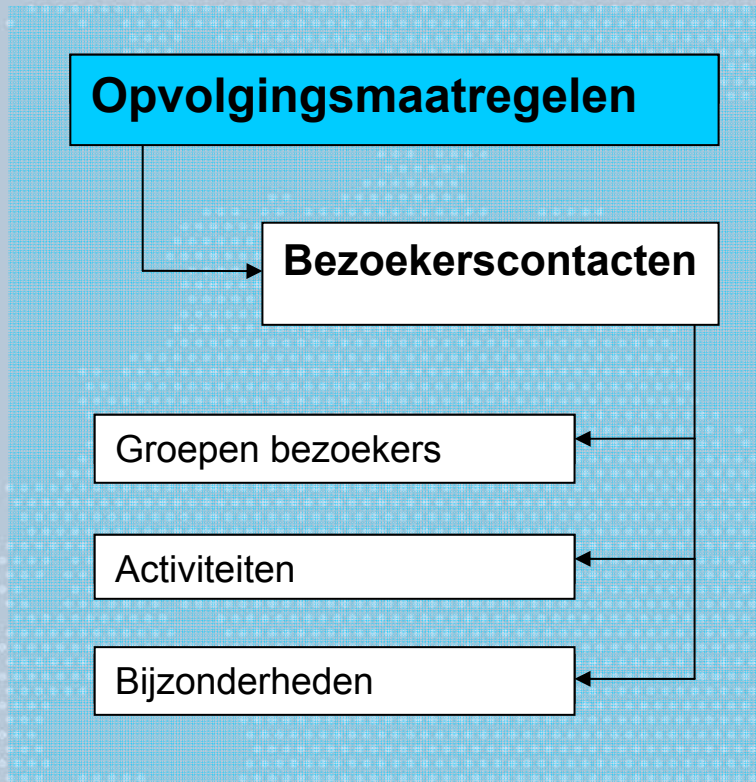 Opvolgingsmaatregelen
Bezoekerscontacten
Groepen bezoekers
Activiteiten
Bijzonderheden